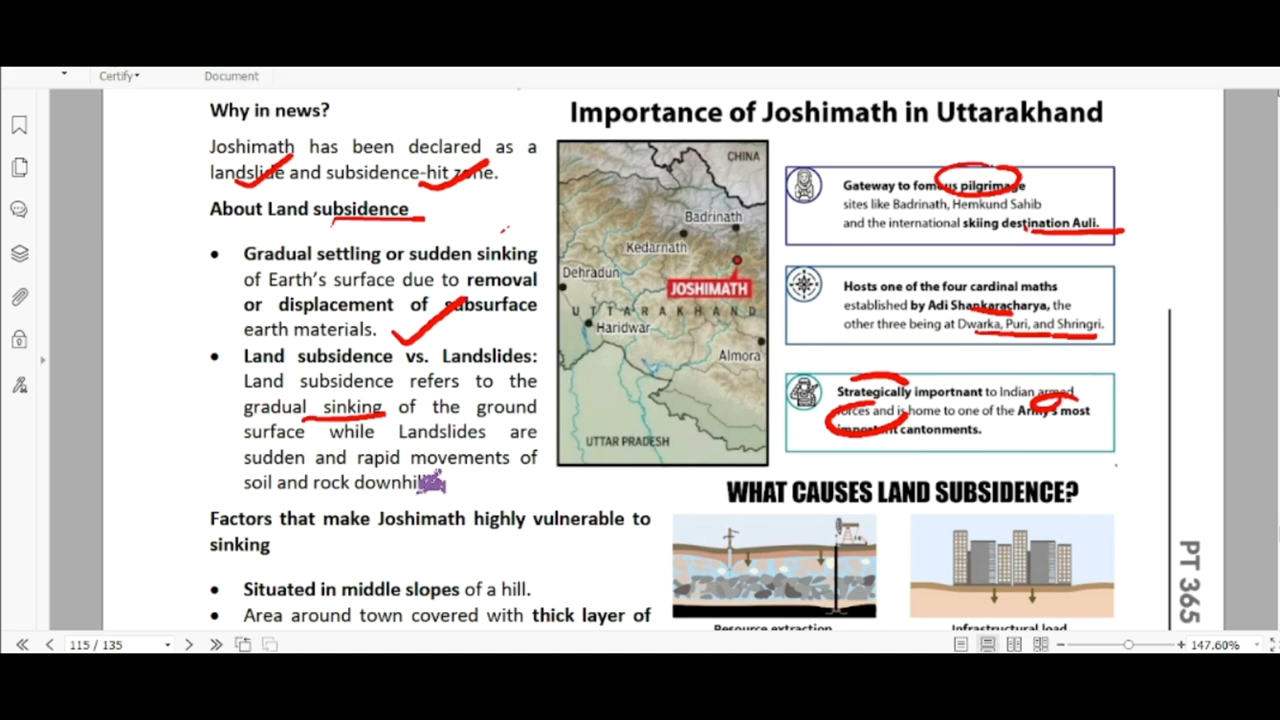 Certify
Document
Why in news?
Joshimath has been declared as a
landslide and subsidence-hit zone.
About Land subsidence
• Gradual settling or sudden sinking
of Earth's surface due to removal
or displacement of subsurface
earth materials.
• Land subsidence vs. Landslides:
Land subsidence refers to the
gradual sinking of the ground
surface while Landslides are
sudden and rapid movements of
soil and rock downhill
Factors that make Joshimath highly vulnerable to
sinking
• Situated in middle slopes of a hill.
• Area around town covered with thick layer of
Importance of Joshimath in Uttarakhand
CHINA
Badrinath
Kedarnath
Dehradun
JOSHIMATH
UTTARAKHAND
Haridwar
Almora
UTTAR PRADESH
Gateway to fomous pilgrimage
sites like Badrinath, Hemkund Sahib
and the international skiing destination Auli.
Hosts one of the four cardinal maths
established by Adi Shankaracharya, the
other three being at Dwarka, Puri, and Shringri.
Strategically importnant to Indian armed
forces and is home to one of the Army's most
important cantonments.
WHAT CAUSES LAND SUBSIDENCE?
Resource extraction
Infrastructural load
PT 365
115 / 135
147.60%